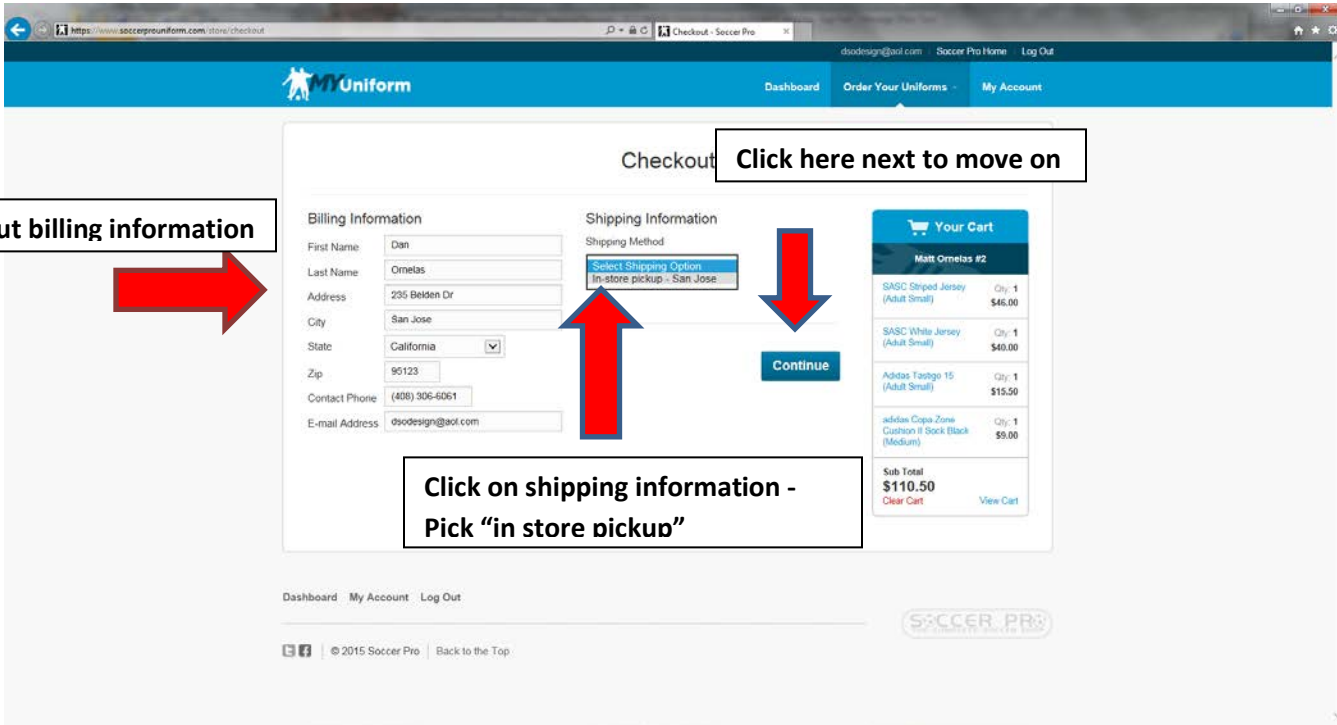 https://www.soccerprouniform.com/store/checkout
Checkout - Soccer Pro
dsodesign@aol.com Soccer Pro Home Log Out
MYUniform
Dashboard Order Your Uniforms My Account
Checkout
Click here next to move on
ut billing information
Billing Information
First Name Dan
Last Name Ornelas
Address 235 Belden Dr
City San Jose
State California
Zip 95123
Contact Phone (408) 306-6061
E-mail Address dsodesign@aol.com
Shipping Information
Shipping Method
Select Shipping Option
In-store pickup - San Jose
Continue
Click on shipping information -
Pick “in store pickup”
Your Cart
Matt Ornelas #2
SASC Striped Jersey Qty: 1
(Adult Small) $46.00
SASC White Jersey Qty: 1
(Adult Small) $40.00
Adidas Tastigo 15 Qty: 1
(Adult Small) $15.50
adidas Copa Zone Qty: 1
Cushion II Sock Black $9.00
(Medium)
Sub Total
$110.50
Clear Cart View Cart
Dashboard My Account Log Out
SOCCER PRO
© 2015 Soccer Pro Back to the Top